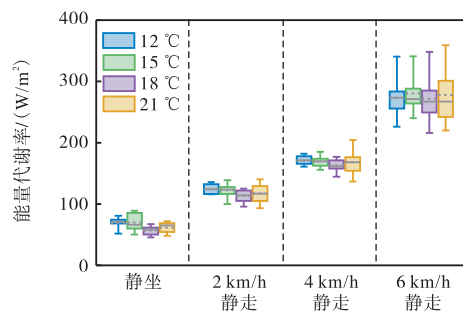 400
300
200
100
0
能量代谢率/(W/m²)
12 ℃
15 ℃
18 ℃
21 ℃
静坐
2 km/h
静走
4 km/h
静走
6 km/h
静走